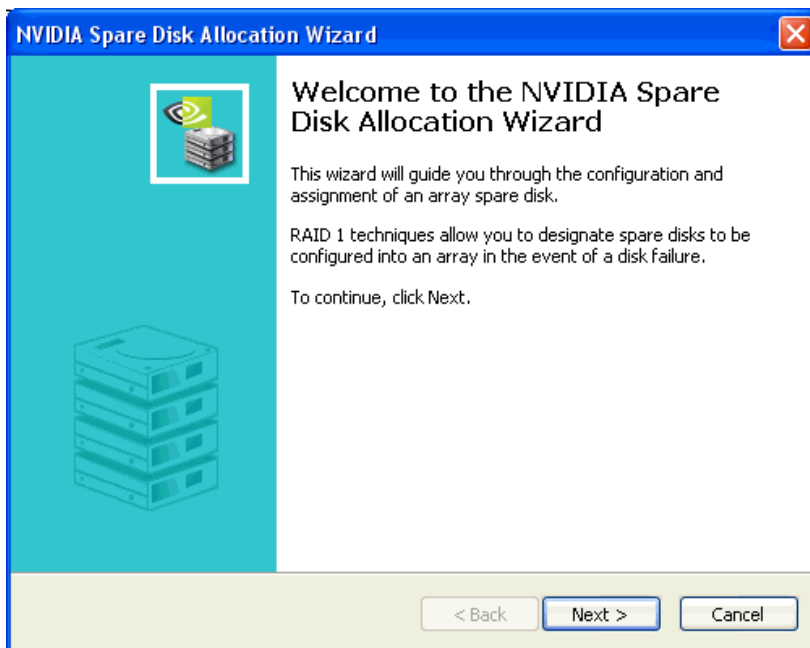 NVIDIA Spare Disk Allocation Wizard
Welcome to the NVIDIA Spare
Disk Allocation Wizard
This wizard will guide you through the configuration and
assignment of an array spare disk.
RAID 1 techniques allow you to designate spare disks to be
configured into an array in the event of a disk failure.
To continue, click Next.
< Back
Next >
Cancel